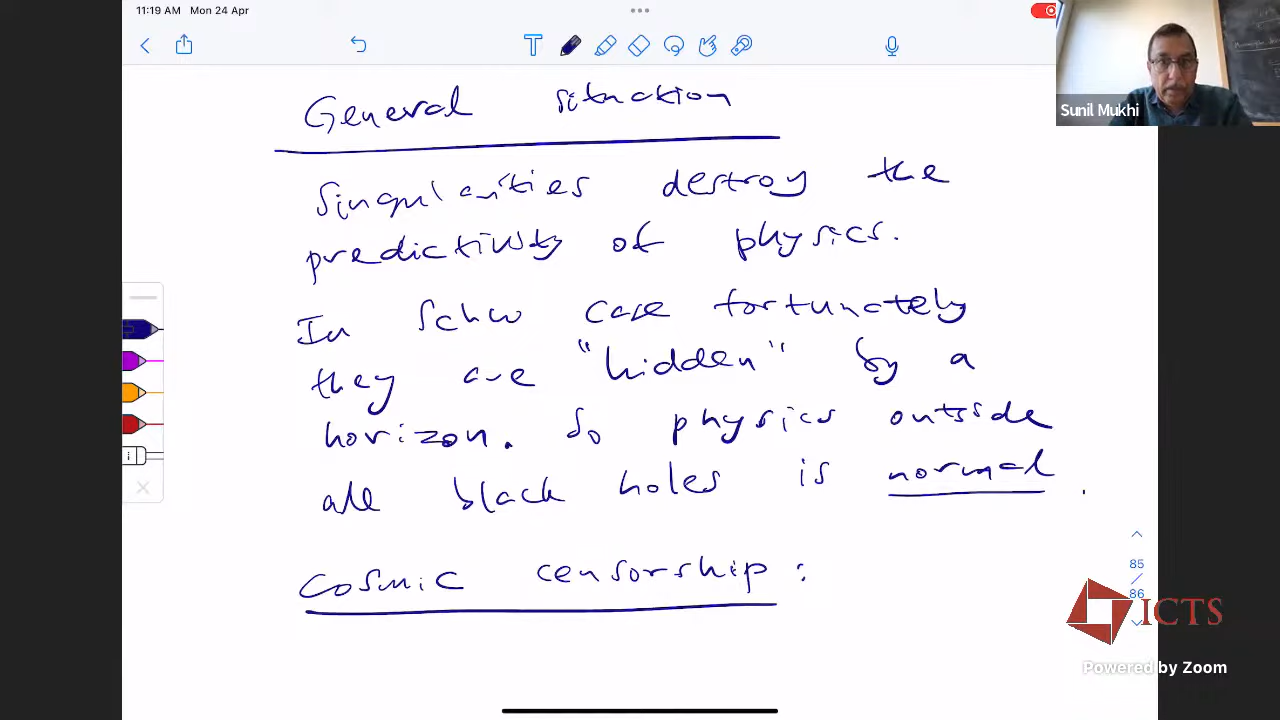 11:19 AM Mon 24 Apr
Sunil Mukhi
General situation
Singularities destroy the
predictivity of physics.
In Schw case fortunately
they are "hidden" by a
horizon. So physics outside
all black holes is normal.
Cosmic censorship:
85
/
86
ICTS
Powered by Zoom